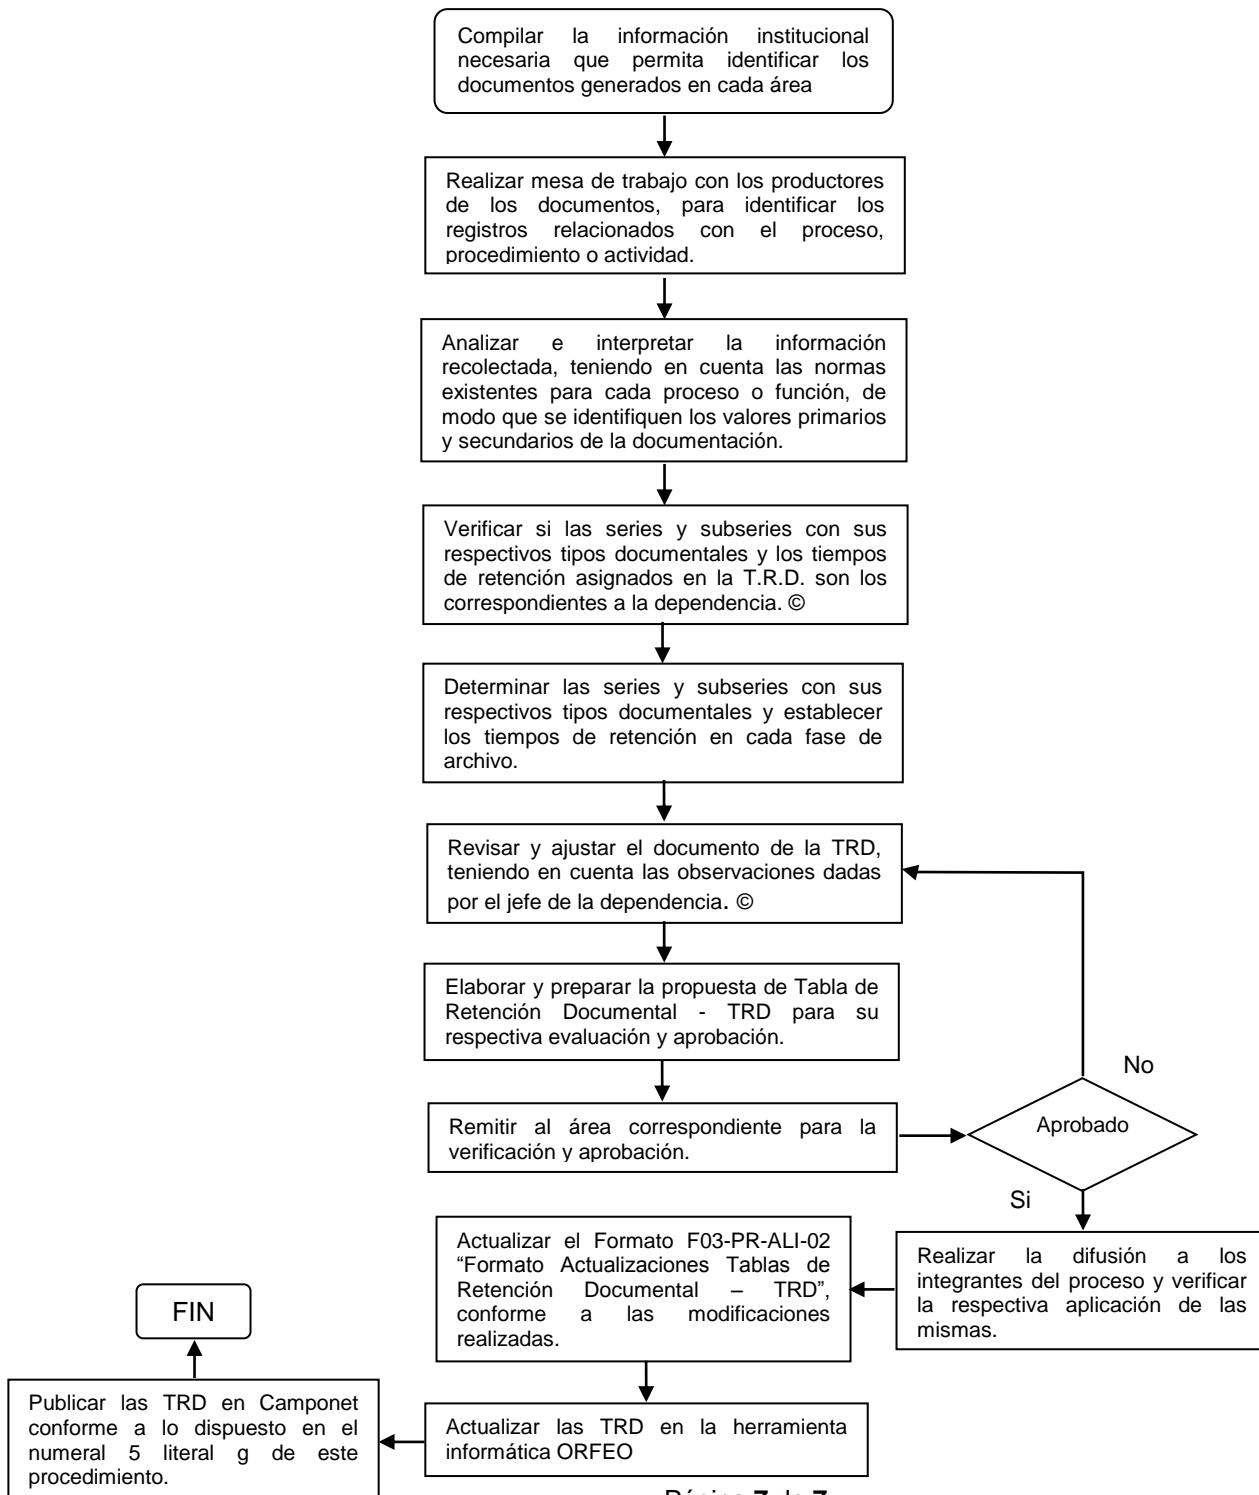 Compilar la información institucional
necesaria que permita identificar los
documentos generados en cada área
Realizar mesa de trabajo con los productores
de los documentos, para identificar los
registros relacionados con el proceso,
procedimiento o actividad.
Analizar e interpretar la información
recolectada, teniendo en cuenta las normas
existentes para cada proceso o función, de
modo que se identifiquen los valores primarios
y secundarios de la documentación.
Verificar si las series y subseries con sus
respectivos tipos documentales y los tiempos
de retención asignados en la T.R.D. son los
correspondientes a la dependencia. ©
Determinar las series y subseries con sus
respectivos tipos documentales y establecer
los tiempos de retención en cada fase de
archivo.
Revisar y ajustar el documento de la TRD,
teniendo en cuenta las observaciones dadas
por el jefe de la dependencia. ©
Elaborar y preparar la propuesta de Tabla de
Retención Documental - TRD para su
respectiva evaluación y aprobación.
Remitir al área correspondiente para la
verificación y aprobación.
Aprobado
No
Si
Realizar la difusión a los
integrantes del proceso y verificar
la respectiva aplicación de las
mismas.
Actualizar el Formato F03-PR-ALI-02
“Formato Actualizaciones Tablas de
Retención Documental – TRD”,
conforme a las modificaciones
realizadas.
Actualizar las TRD en la herramienta
informática ORFEO
Publicar las TRD en Camponet
conforme a lo dispuesto en el
numeral 5 literal g de este
procedimiento.
FIN
Página 7 de 7